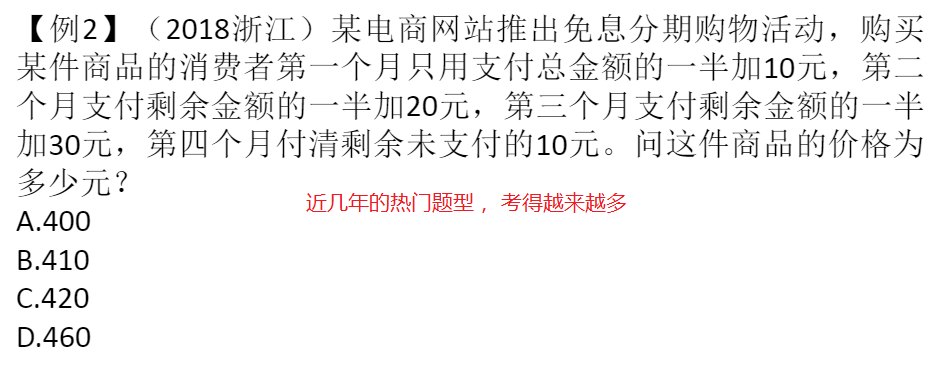 【例2】（2018浙江）某电商网站推出免息分期购物活动，购买
某件商品的消费者第一个月只用支付总金额的一半加10元，第二
个月支付剩余金额的一半加20元，第三个月支付剩余金额的一半
加30元，第四个月付清剩余未支付的10元。问这件商品的价格为
多少元？
近几年的热门题型，考得越来越多
A.400
B.410
C.420
D.460